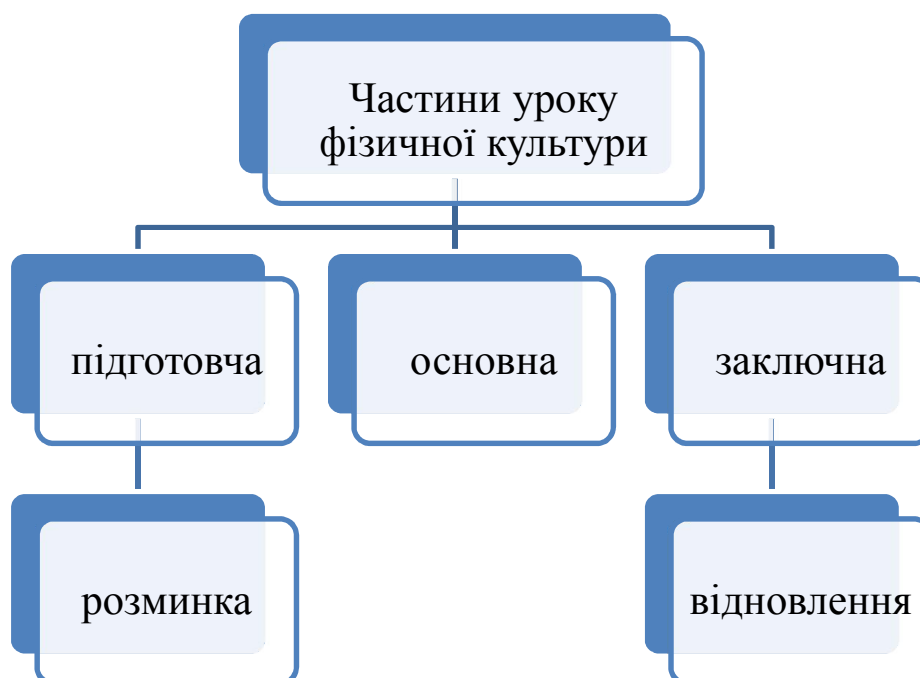 Частини уроку
фізичної культури
підготовча
основна
заключна
розминка
відновлення